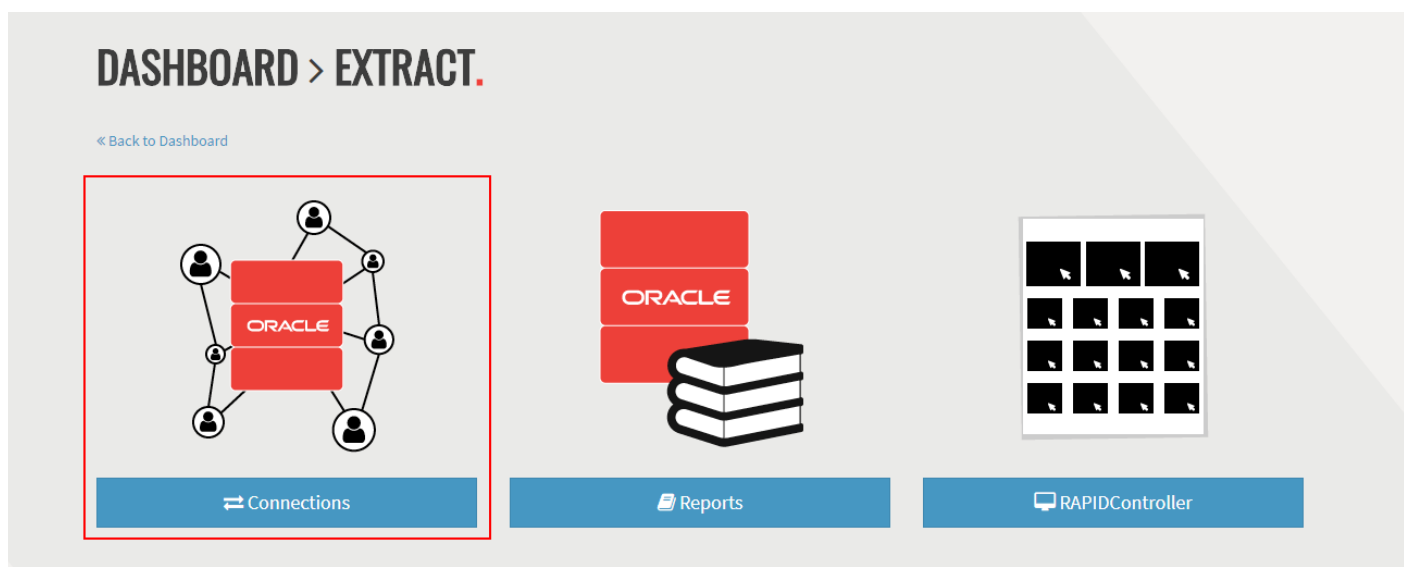 DASHBOARD > EXTRACT.
« Back to Dashboard
ORACLE
ORACLE
Connections
Reports
RAPIDController